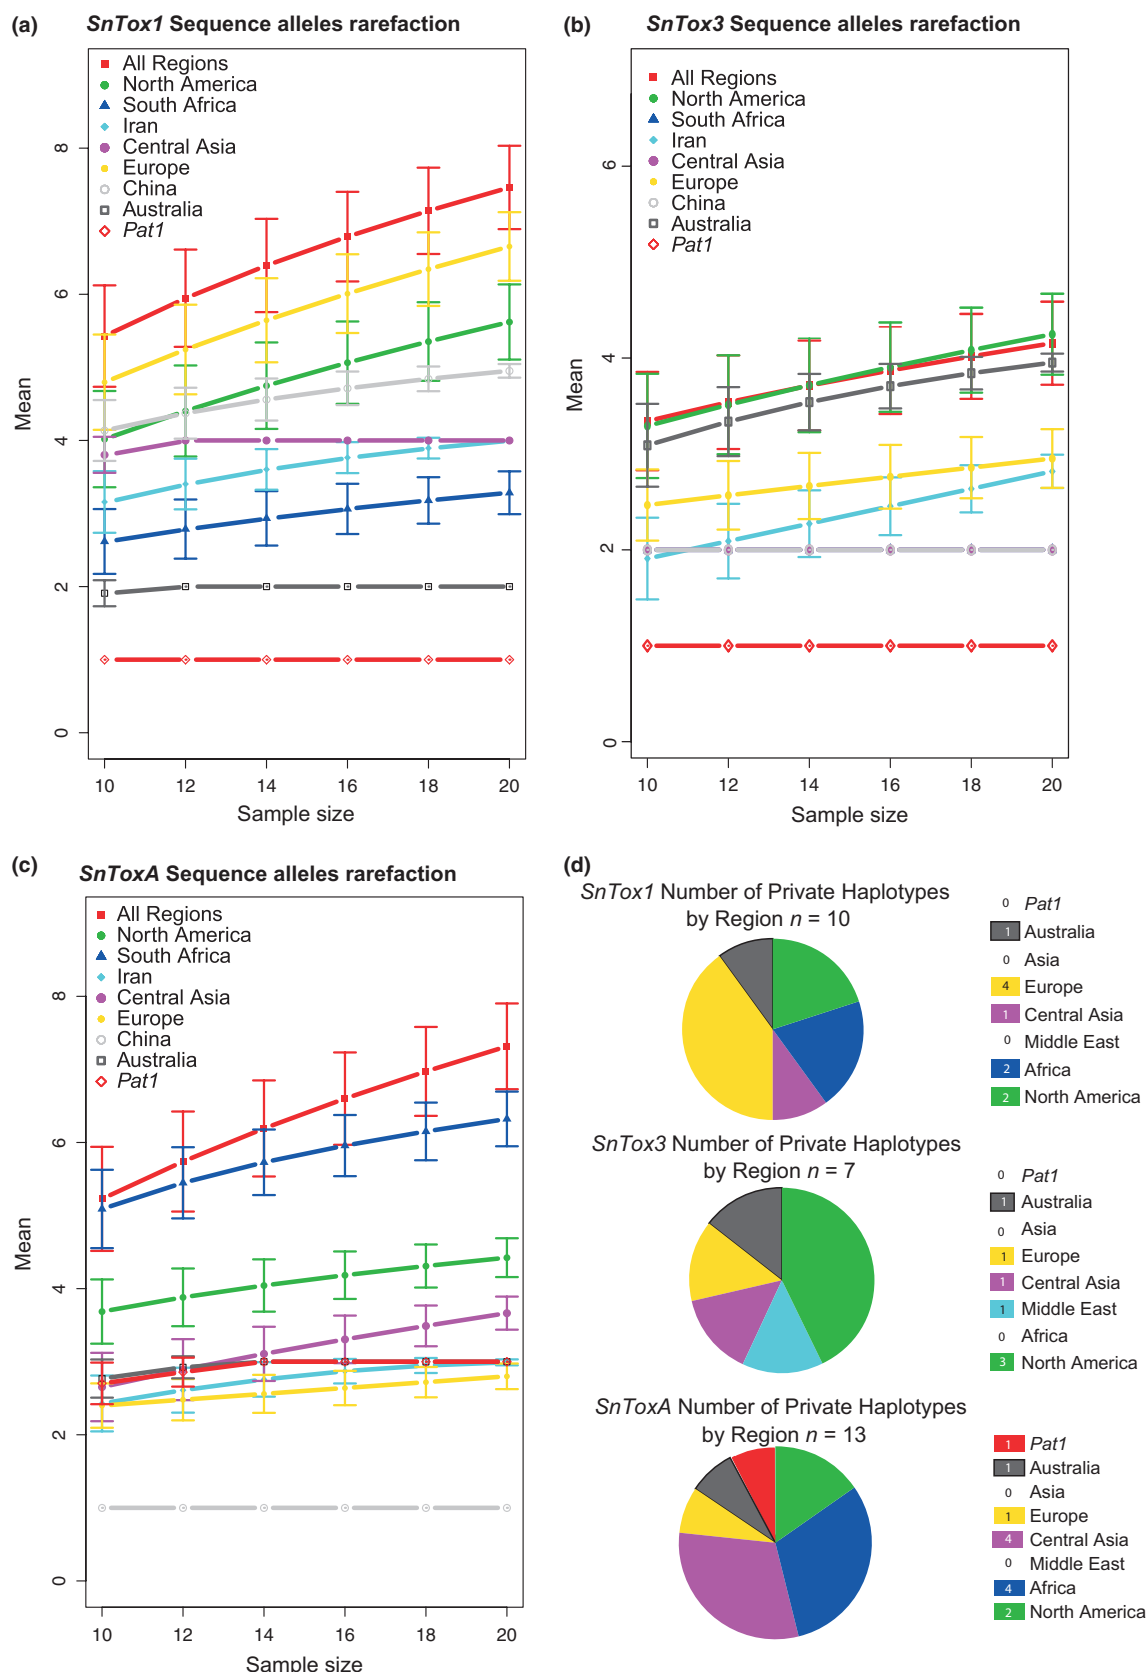 (a)
SnTox1 Sequence alleles rarefaction
All Regions
North America
South Africa
Iran
Central Asia
Europe
China
Australia
Pat1
Mean
0
2
4
6
8
10 12 14 16 18 20
Sample size
(b)
SnTox3 Sequence alleles rarefaction
All Regions
North America
South Africa
Iran
Central Asia
Europe
China
Australia
Pat1
Mean
0
2
4
6
10 12 14 16 18 20
Sample size
(c)
SnToxA Sequence alleles rarefaction
All Regions
North America
South Africa
Iran
Central Asia
Europe
China
Australia
Pat1
Mean
0
2
4
6
8
10 12 14 16 18 20
Sample size
(d)
SnTox1 Number of Private Haplotypes
by Region n = 10
0 Pat1
1 Australia
0 Asia
4 Europe
1 Central Asia
0 Middle East
2 Africa
2 North America
SnTox3 Number of Private Haplotypes
by Region n = 7
0 Pat1
1 Australia
0 Asia
1 Europe
1 Central Asia
1 Middle East
0 Africa
3 North America
SnToxA Number of Private Haplotypes
by Region n = 13
1 Pat1
1 Australia
0 Asia
1 Europe
4 Central Asia
0 Middle East
4 Africa
2 North America